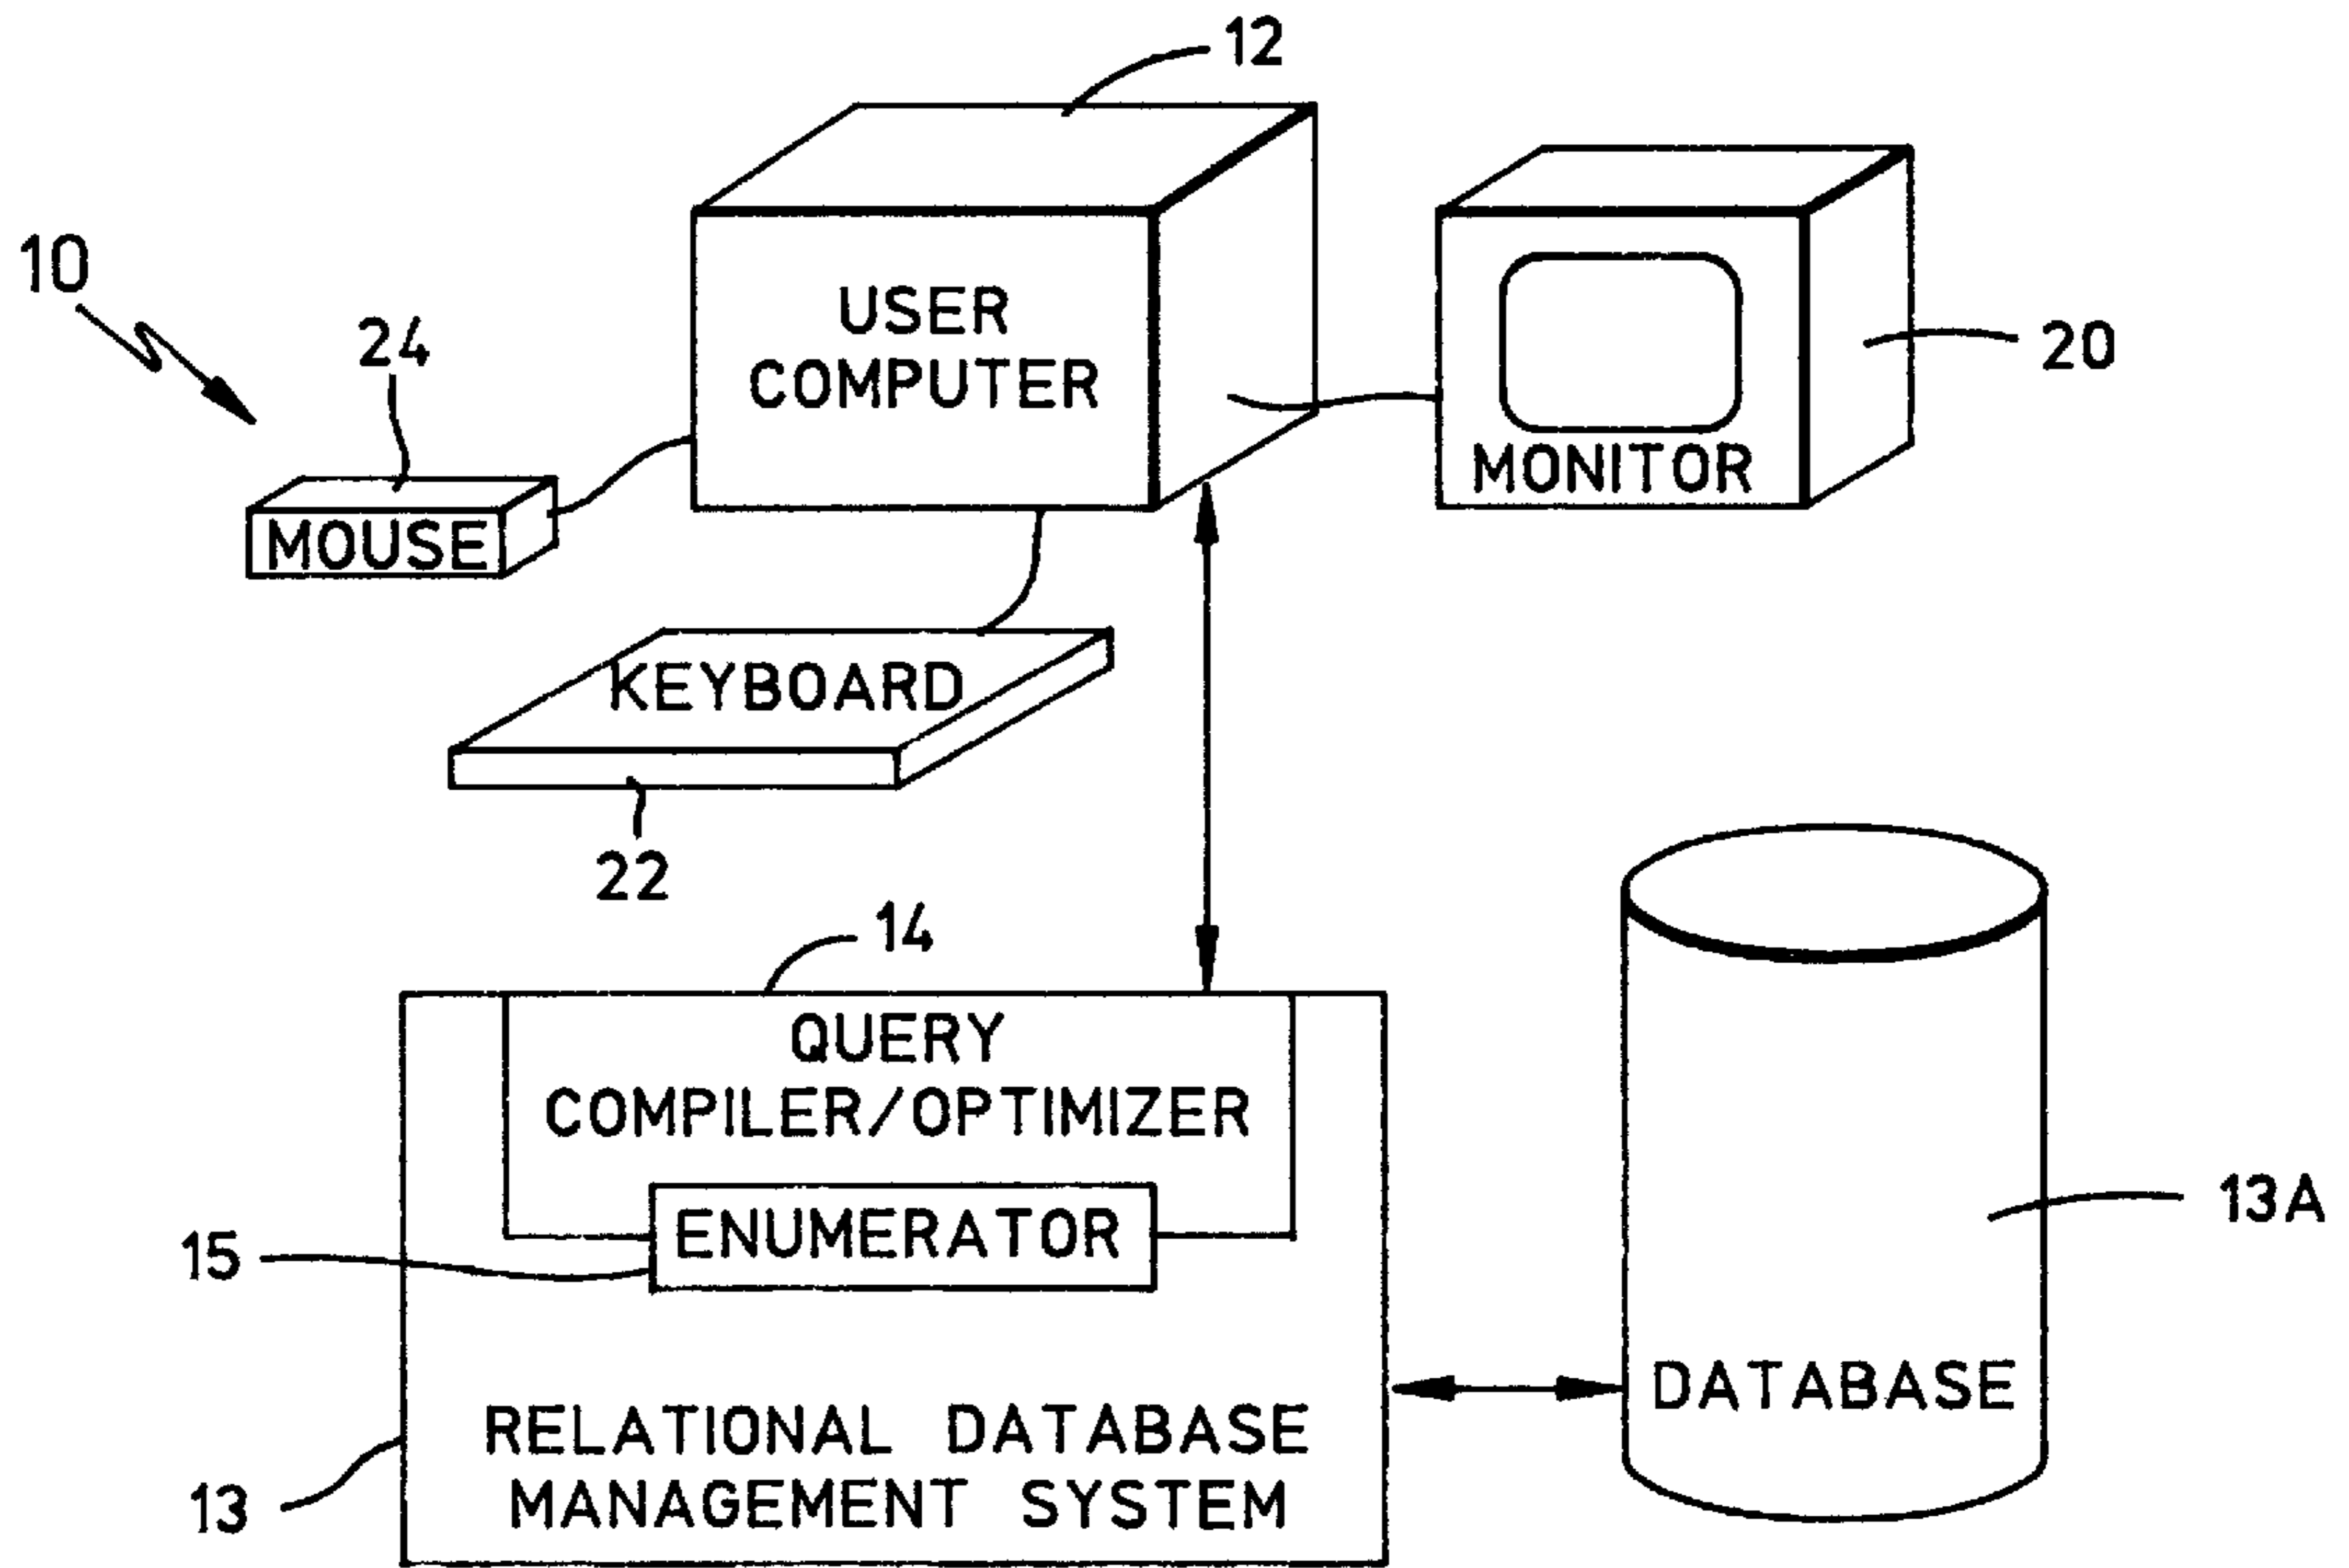 12
10
24
USER
COMPUTER
20
MONITOR
MOUSE
KEYBOARD
22
14
QUERY
COMPILER/OPTIMIZER
13A
15
ENUMERATOR
DATABASE
RELATIONAL DATABASE
MANAGEMENT SYSTEM
13